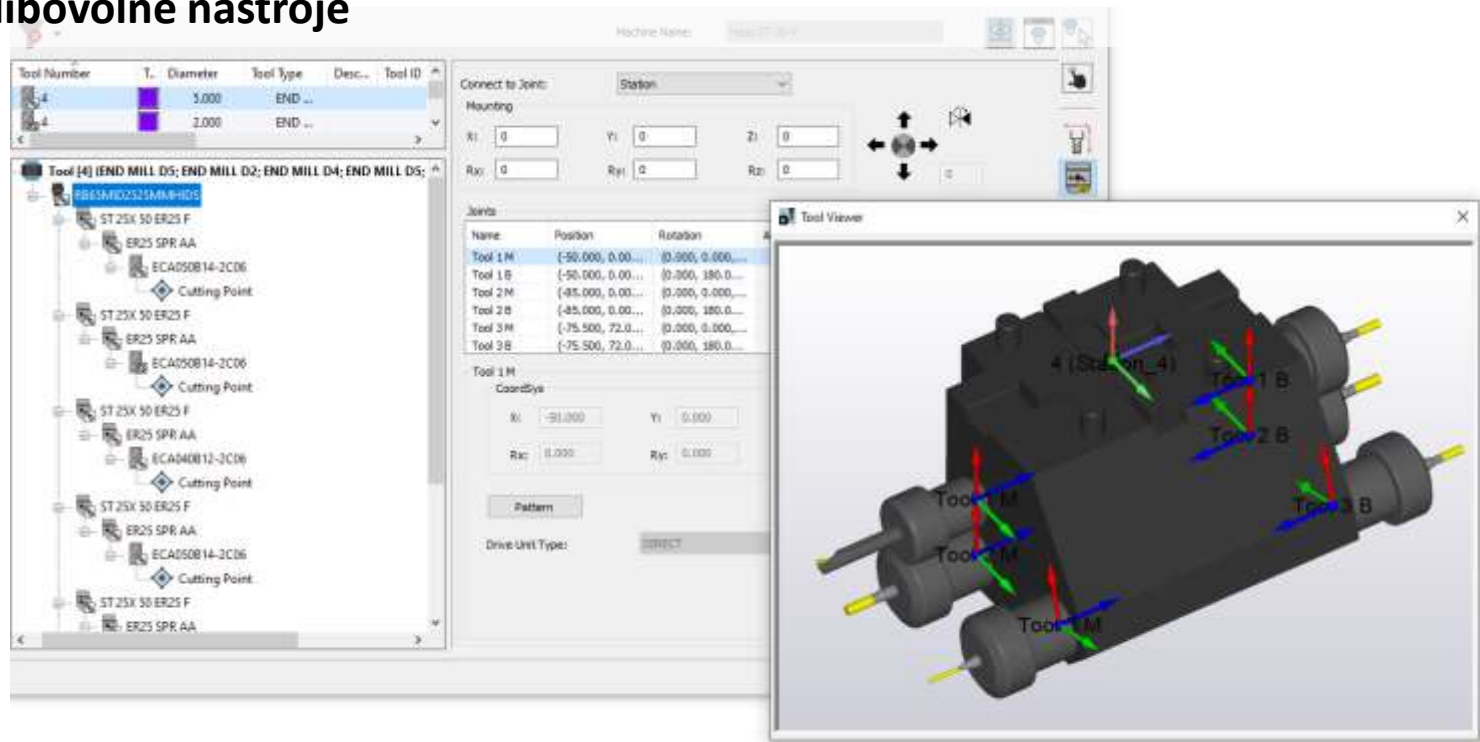 libovolné nástroje
Machine Name:
Tool Number T.. Diameter Tool Type Desc... Tool ID
4 5.000 END ...
4 2.000 END ...
Tool [4] (END MILL D5; END MILL D2; END MILL D4; END MILL D5;
ST 25X 50 ER25 F
ER25 SPR AA
ECA050B14-2C06
Cutting Point
ST 25X 50 ER25 F
ER25 SPR AA
ECA050B14-2C06
Cutting Point
ST 25X 50 ER25 F
ER25 SPR AA
ECA040B12-2C06
Cutting Point
ST 25X 50 ER25 F
ER25 SPR AA
ECA050B14-2C06
Cutting Point
ST 25X 50 ER25 F
ER25 SPR AA
Connect to Joint: Station
Mounting
X: 0 Y: 0 Z: 0
Rx: 0 Ry: 0 Rz: 0
0
Joints
Name Position Rotation A
Tool 1 M (-50.000, 0.00... (0.000, 0.000,...
Tool 1 B (-50.000, 0.00... (0.000, 180.0...
Tool 2 M (-85.000, 0.00... (0.000, 0.000,...
Tool 2 B (-85.000, 0.00... (0.000, 180.0...
Tool 3 M (-75.500, 72.0... (0.000, 0.000,...
Tool 3 B (-75.500, 72.0... (0.000, 180.0...
Tool 1 M
CoordSys
X: Y: 0.000
Rx: 0.000 Ry: 0.000
Pattern
Drive Unit Type: DIRECT
Tool Viewer
4 (Station_4)
Tool 1 B
Tool 2 B
Tool 3 B